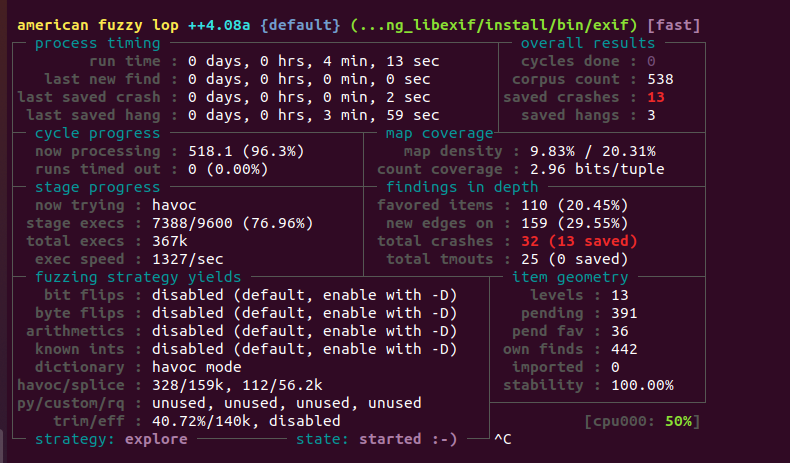 american fuzzy lop ++4.08a {default} (...ng_libexif/install/bin/exif) [fast]
process timing overall results
run time : 0 days, 0 hrs, 4 min, 13 sec cycles done : 0
last new find : 0 days, 0 hrs, 0 min, 0 sec corpus count : 538
last saved crash : 0 days, 0 hrs, 0 min, 2 sec saved crashes : 13
last saved hang : 0 days, 0 hrs, 3 min, 59 sec saved hangs : 3
cycle progress map coverage
now processing : 518.1 (96.3%) map density : 9.83% / 20.31%
runs timed out : 0 (0.00%) count coverage : 2.96 bits/tuple
stage progress findings in depth
now trying : havoc favored items : 110 (20.45%)
stage execs : 7388/9600 (76.96%) new edges on : 159 (29.55%)
total execs : 367k total crashes : 32 (13 saved)
exec speed : 1327/sec total tmouts : 25 (0 saved)
fuzzing strategy yields item geometry
bit flips : disabled (default, enable with -D) levels : 13
byte flips : disabled (default, enable with -D) pending : 391
arithmetics : disabled (default, enable with -D) pend fav : 36
known ints : disabled (default, enable with -D) own finds : 442
dictionary : havoc mode imported : 0
havoc/splice : 328/159k, 112/56.2k stability : 100.00%
py/custom/rq : unused, unused, unused, unused
trim/eff : 40.72%/140k, disabled [cpu000: 50%]
strategy: explore state: started :-) ^C